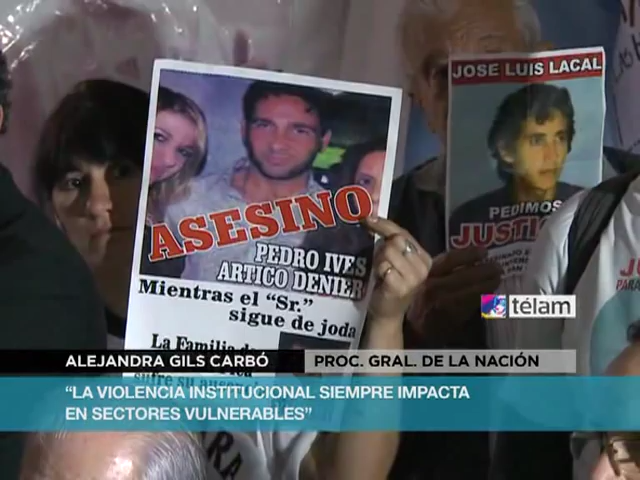 JOSE LUIS LACAL
ASESINO
PEDRO IVES
ARTICO DENIER
Mientras el "Sr."
sigue de joda
La Familia de
PEDIMOS
JUSTIC
télam
ALEJANDRA GILS CARBÓ
PROC. GRAL. DE LA NACIÓN
“LA VIOLENCIA INSTITUCIONAL SIEMPRE IMPACTA
EN SECTORES VULNERABLES”